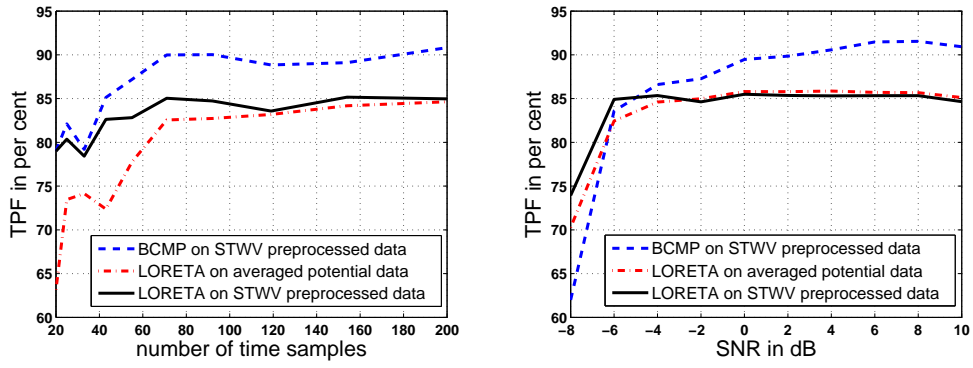 TPF in per cent
95
90
85
80
75
70
65
60
BCMP on STWV preprocessed data
LORETA on averaged potential data
LORETA on STWV preprocessed data
20 40 60 80 100 120 140 160 180 200
number of time samples
TPF in per cent
95
90
85
80
75
70
65
60
BCMP on STWV preprocessed data
LORETA on averaged potential data
LORETA on STWV preprocessed data
−8 −6 −4 −2 0 2 4 6 8 10
SNR in dB